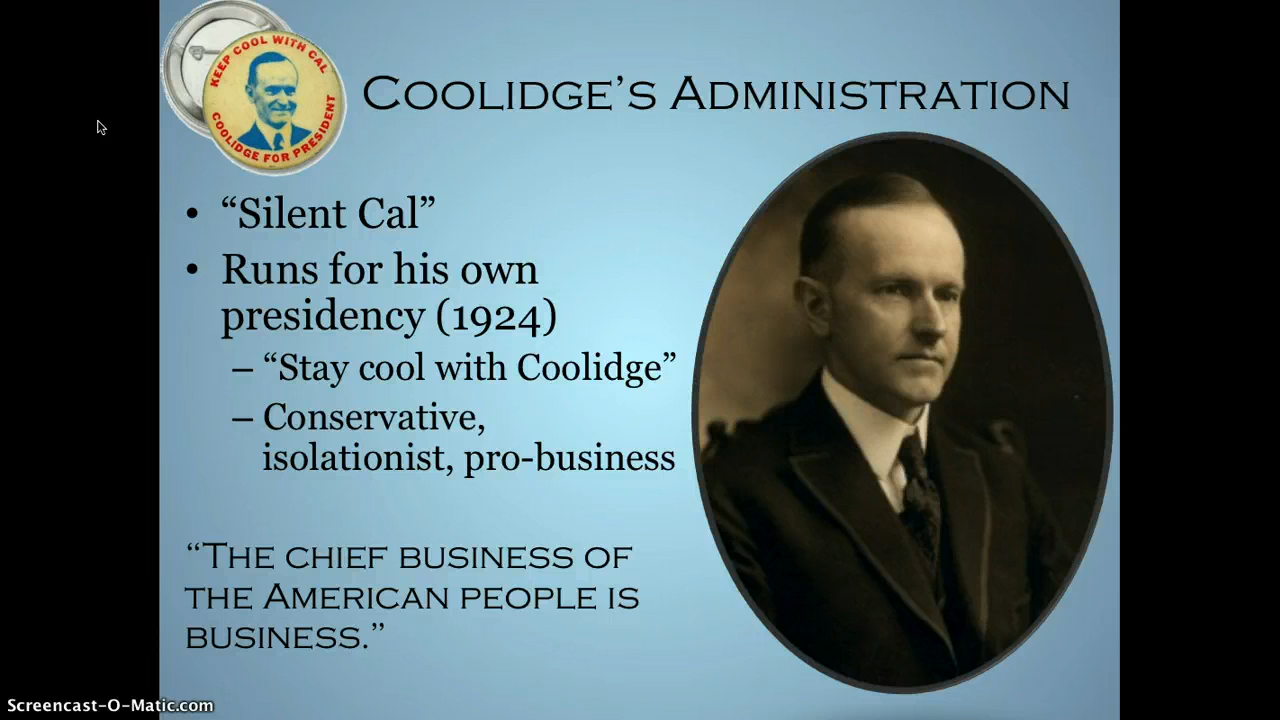 KEEP COOL WITH CAL
COOLIDGE FOR PRESIDENT
COOLIDGE’S ADMINISTRATION
• “Silent Cal”
• Runs for his own
presidency (1924)
– “Stay cool with Coolidge”
– Conservative,
isolationist, pro-business
“THE CHIEF BUSINESS OF
THE AMERICAN PEOPLE IS
BUSINESS.”
Screencast-O-Matic.com